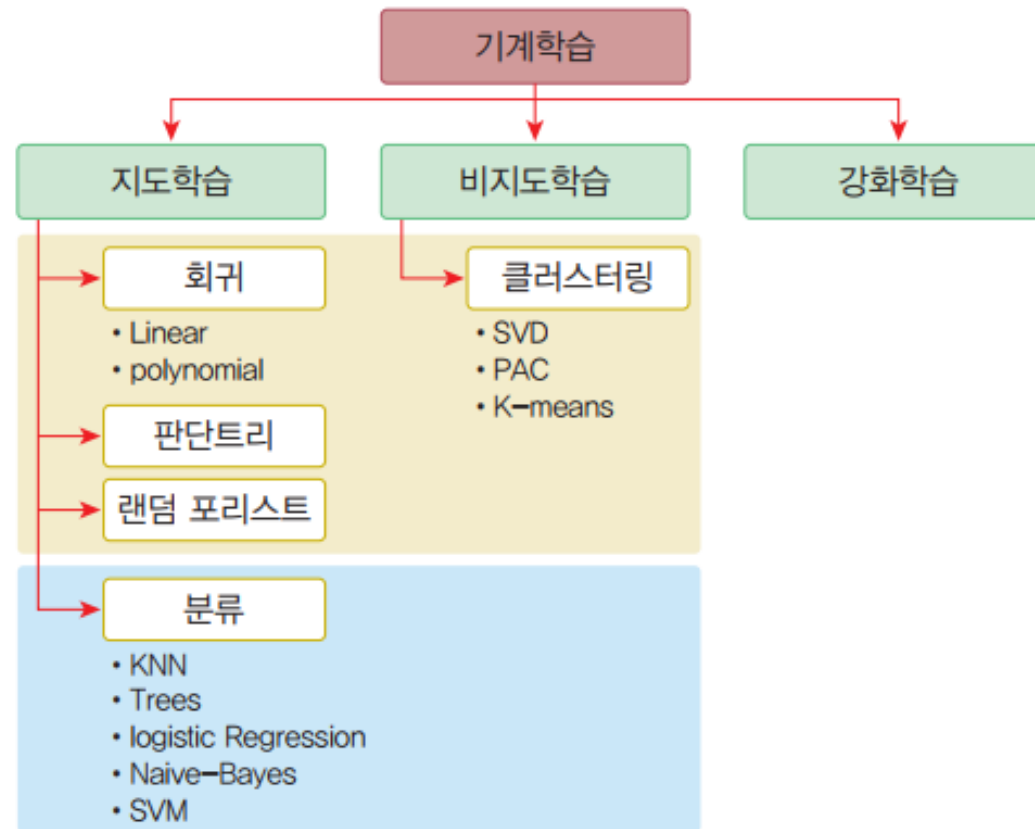 기계학습
지도학습
비지도학습
강화학습
회귀
• Linear
• polynomial
판단트리
랜덤 포리스트
분류
• KNN
• Trees
• logistic Regression
• Naive-Bayes
• SVM
클러스터링
• SVD
• PAC
• K-means